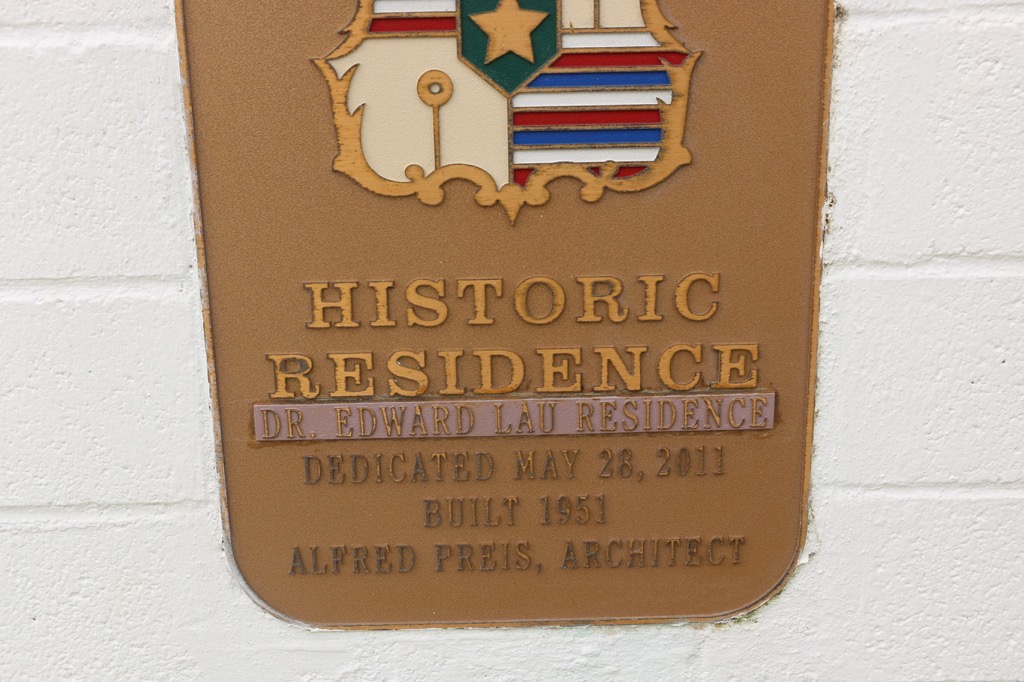 HISTORIC
RESIDENCE
DR. EDWARD LAU RESIDENCE
DEDICATED MAY 28, 2011
BUILT 1951
ALFRED PREIS, ARCHITECT